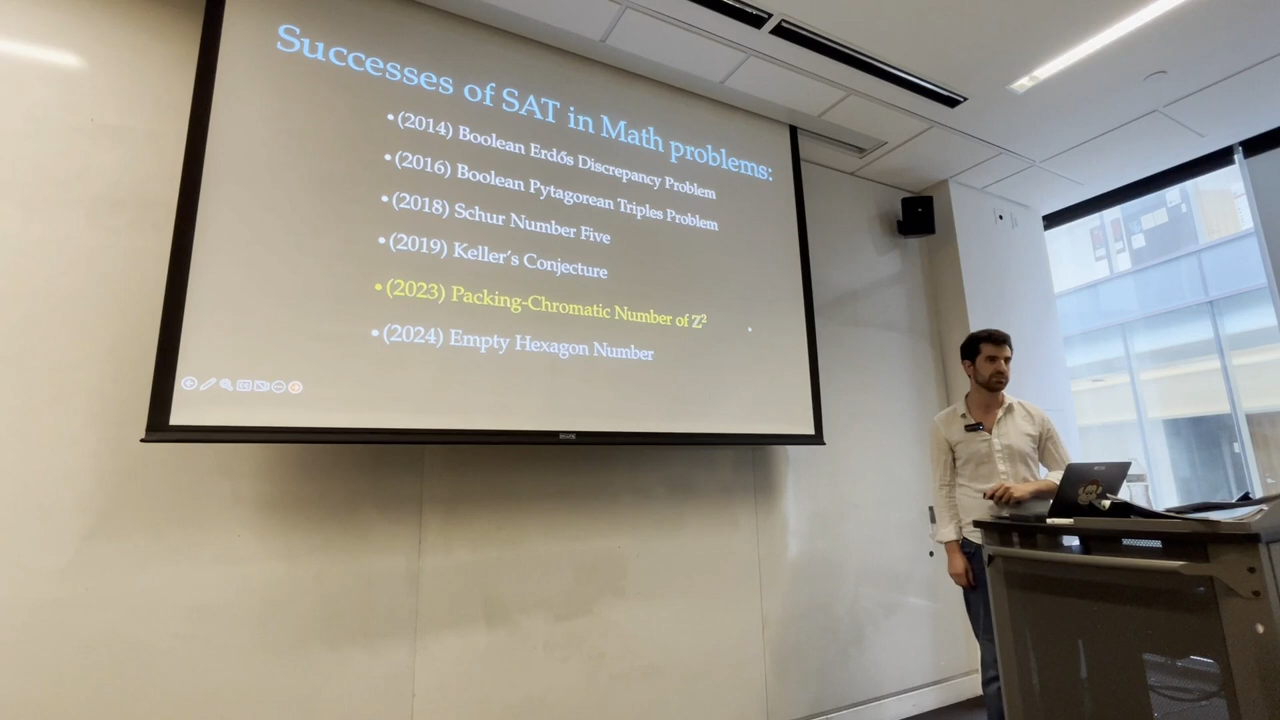 Successes of SAT in Math problems:
• (2014) Boolean Erdős Discrepancy Problem
• (2016) Boolean Pytagorean Triples Problem
• (2018) Schur Number Five
• (2019) Keller's Conjecture
• (2023) Packing-Chromatic Number of ℤ²
• (2024) Empty Hexagon Number